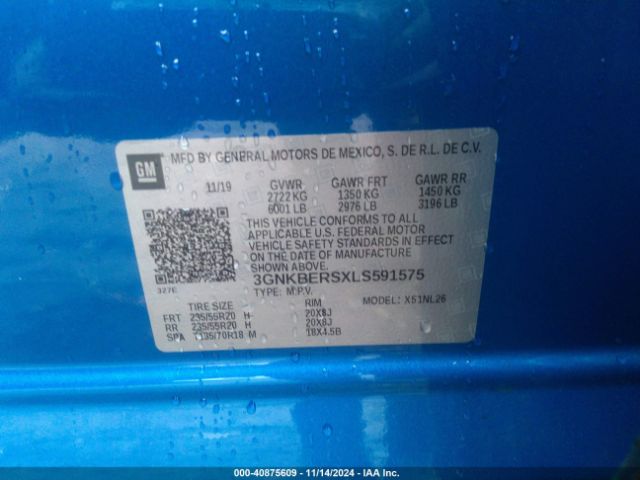 GM
MFD BY GENERAL MOTORS DE MEXICO, S. DE R.L. DE C.V.
11/19 GVWR GAWR FRT GAWR RR
2722 KG 1350 KG 1450 KG
6001 LB 2976 LB 3196 LB
THIS VEHICLE CONFORMS TO ALL
APPLICABLE U.S. FEDERAL MOTOR
VEHICLE SAFETY STANDARDS IN EFFECT
ON THE DATE OF MANUFACTURE
SHOWN ABOVE.
3GNKBERSXLS591575
327E TYPE: M.P.V. MODEL: X51NL26
TIRE SIZE RIM
FRT 235/55R20 H 20X8J
RR 235/55R20 H 20X8J
SPA T135/70R18 M 18X4.5B
000-40875609 - 11/14/2024 - IAA Inc.